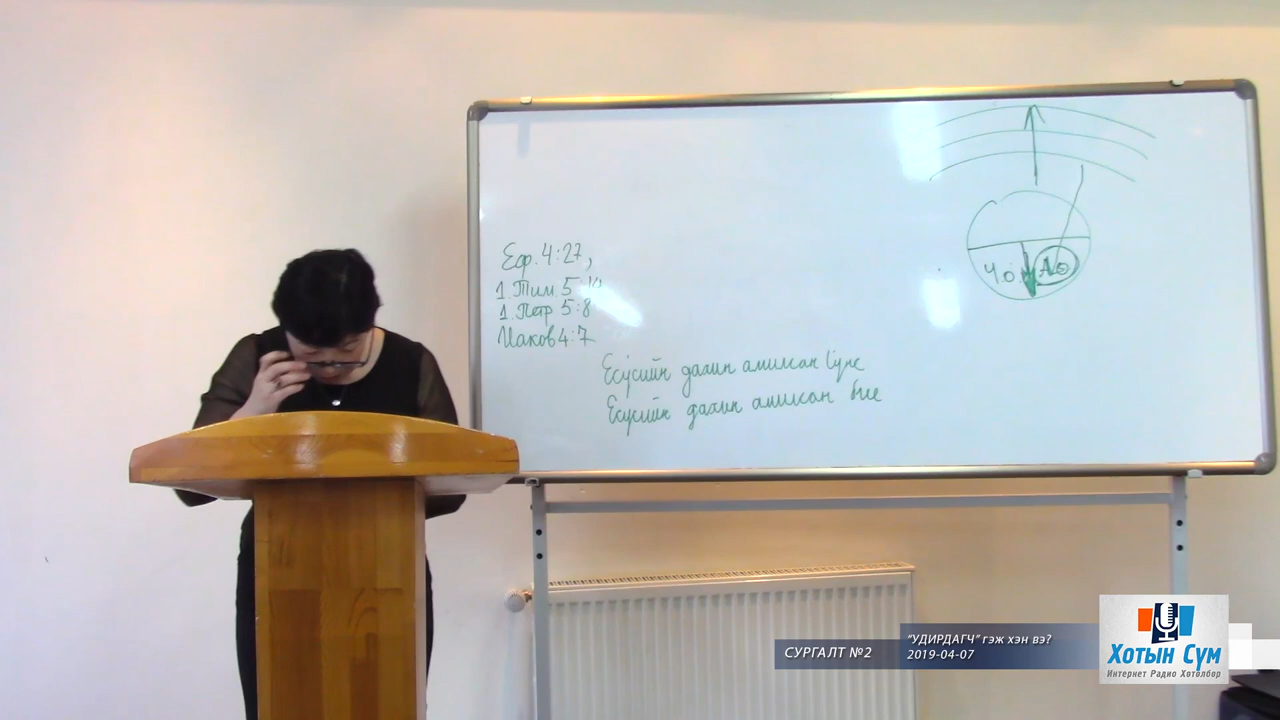 Еф. 4:27,
1. Тим. 5:14
1. Петр 5:8
Иаков 4:7
Есүсийн дахин амилсан Сүнс
Есүсийн дахин амилсан бие
СУРГАЛТ №2
"УДИРДАГЧ" гэж хэн вэ?
2019-04-07
Хотын Сүм
Интернет Радио Хөтөлбөр